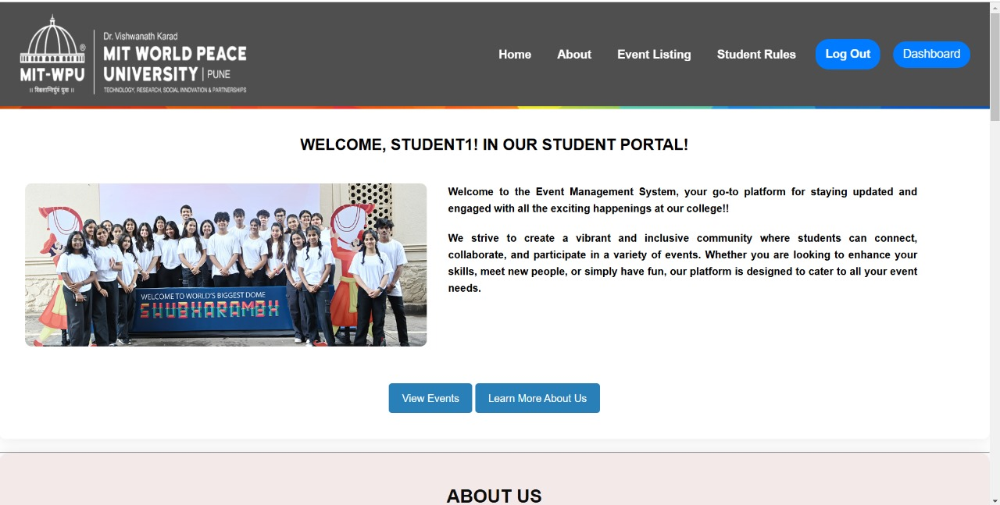 Dr. Vishwanath Karad
MIT WORLD PEACE
UNIVERSITY | PUNE
TECHNOLOGY, RESEARCH, SOCIAL INNOVATION & PARTNERSHIPS
®
MIT-WPU
Home
About
Event Listing
Student Rules
Log Out
Dashboard
WELCOME, STUDENT1! IN OUR STUDENT PORTAL!
WELCOME TO WORLD'S BIGGEST DOME
SHUBHARAMBH
Welcome to the Event Management System, your go-to platform for staying updated and
engaged with all the exciting happenings at our college!!
We strive to create a vibrant and inclusive community where students can connect,
collaborate, and participate in a variety of events. Whether you are looking to enhance your
skills, meet new people, or simply have fun, our platform is designed to cater to all your event
needs.
View Events
Learn More About Us
ABOUT US